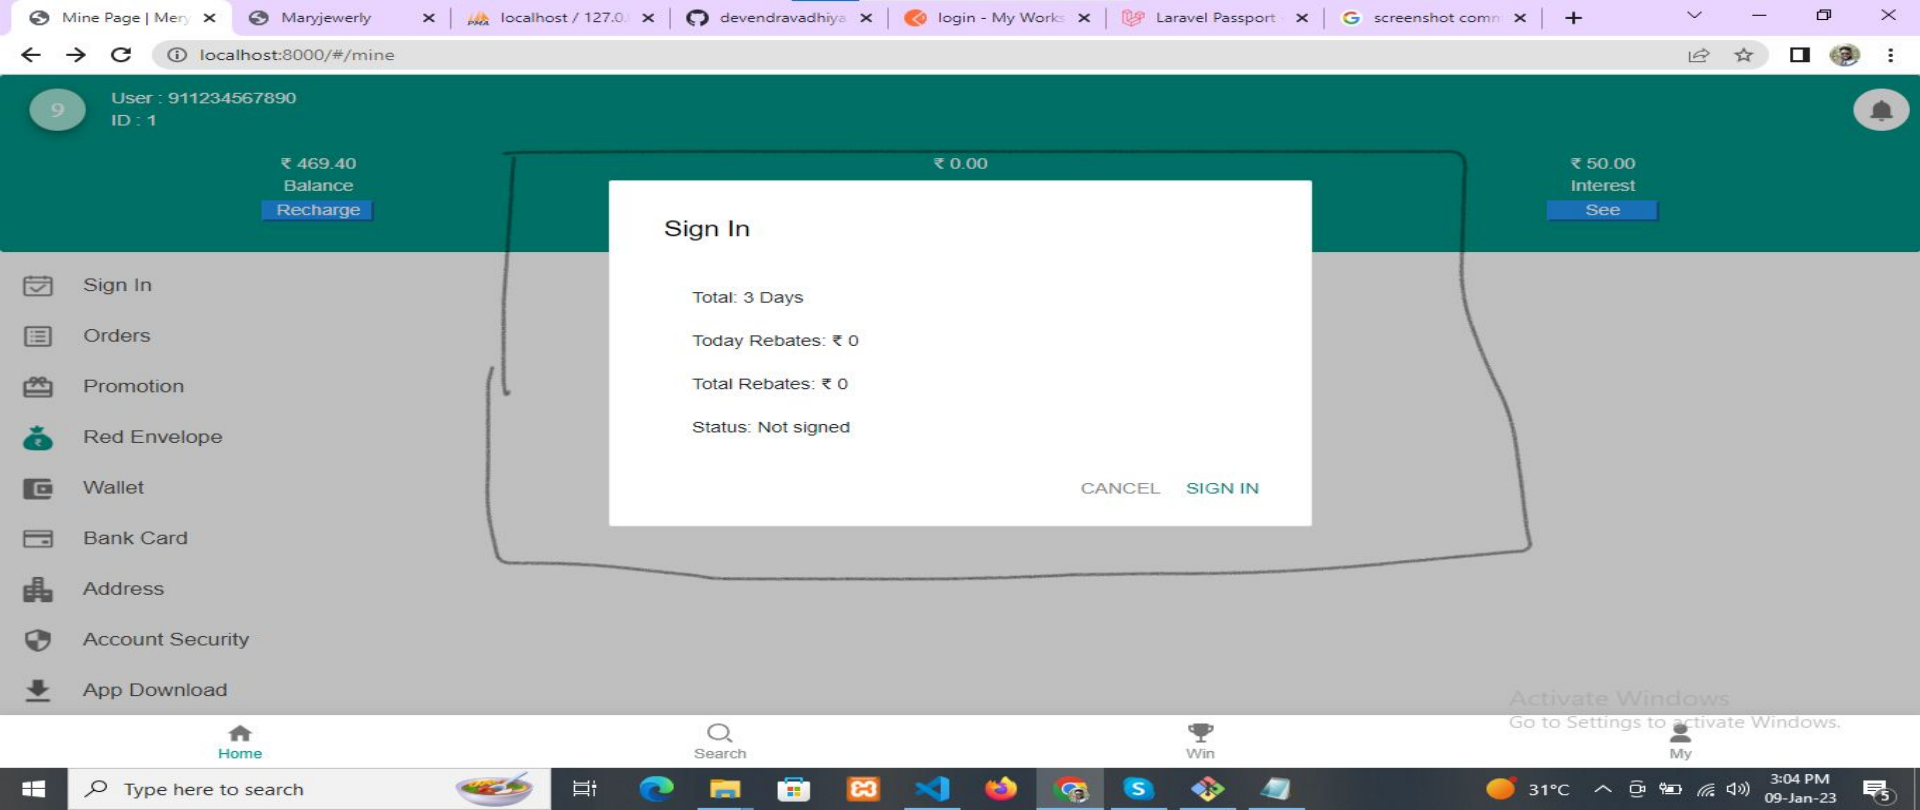 Mine Page | Mery
Maryjewerly
localhost / 127.0.
devendravadhiya
login - My Works
Laravel Passport
screenshot comm
localhost:8000/#/mine
9
User : 911234567890
ID : 1
₹ 469.40
Balance
Recharge
₹ 0.00
₹ 50.00
Interest
See
Sign In
Total: 3 Days
Today Rebates: ₹ 0
Total Rebates: ₹ 0
Status: Not signed
CANCEL SIGN IN
Sign In
Orders
Promotion
Red Envelope
Wallet
Bank Card
Address
Account Security
App Download
Activate Windows
Go to Settings to activate Windows.
Home
Search
Win
My
Type here to search
31°C
3:04 PM
09-Jan-23
5